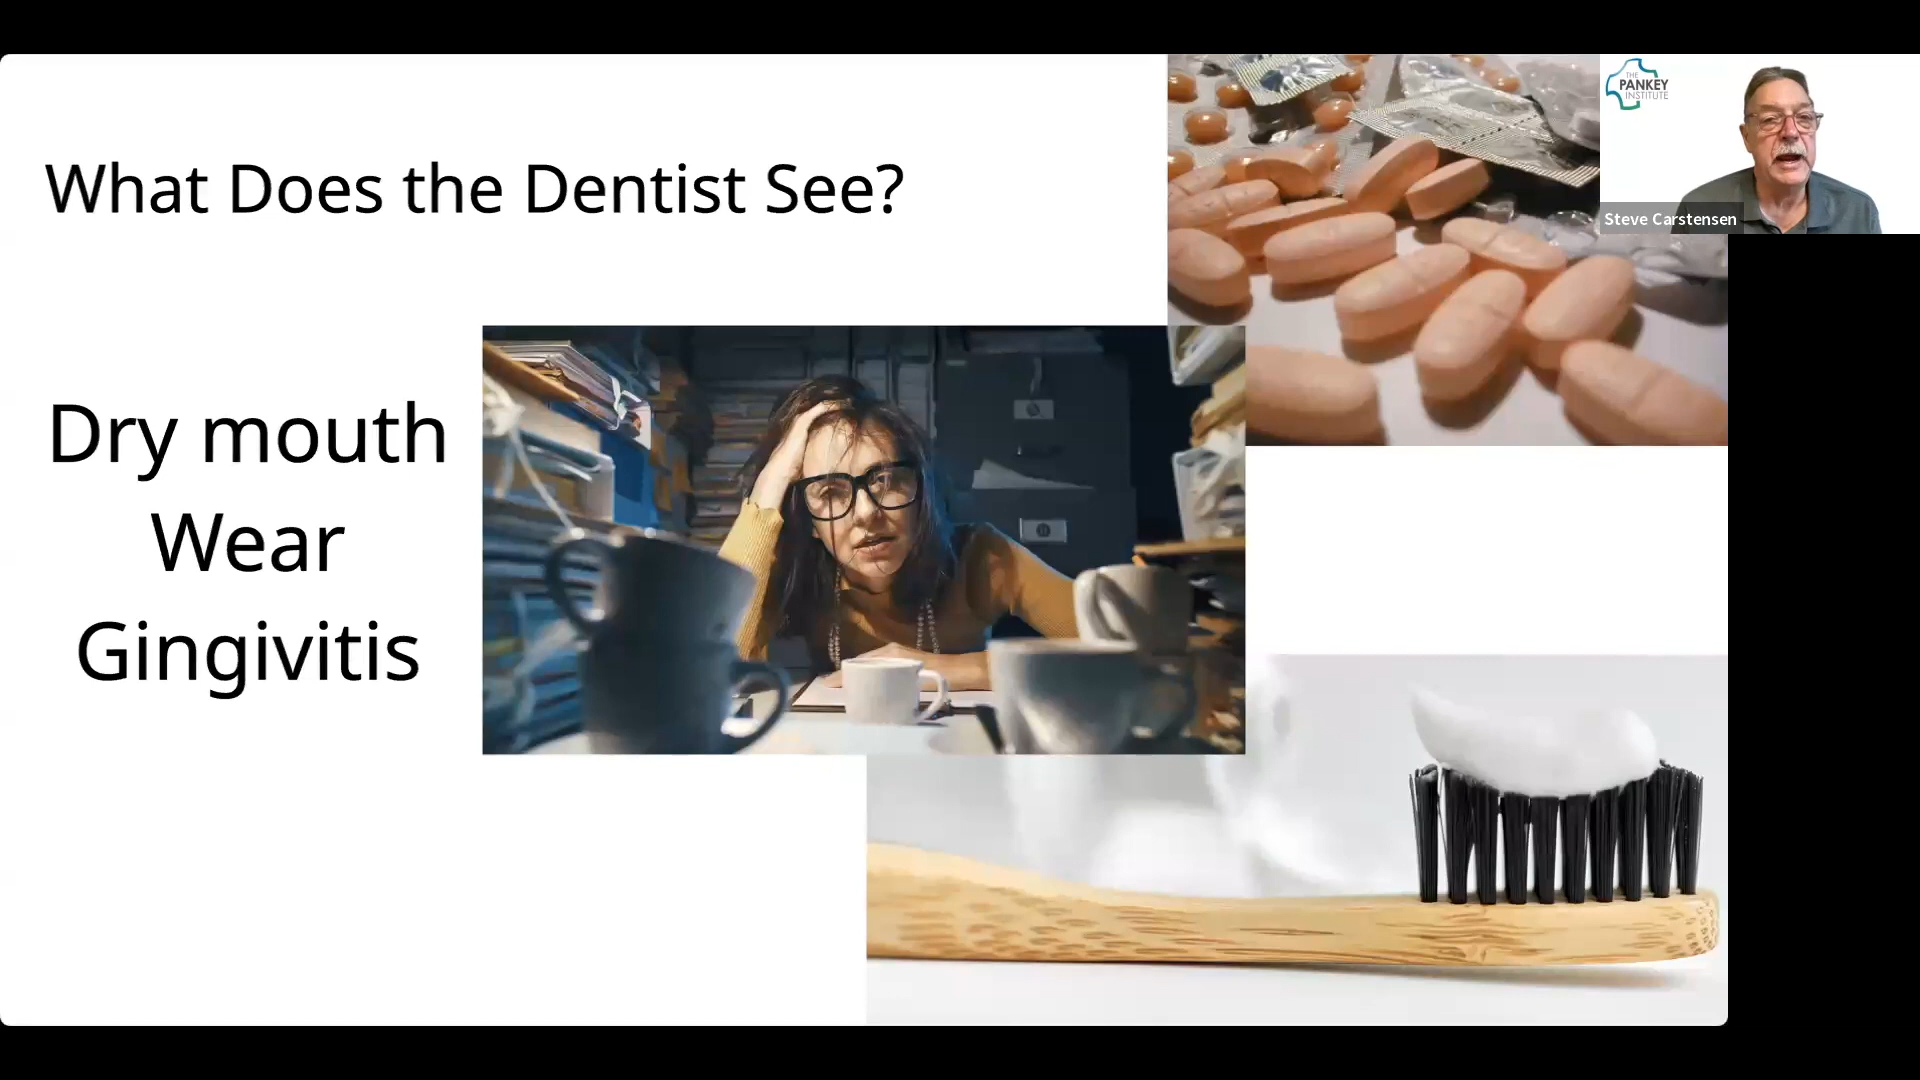 What Does the Dentist See?
Dry mouth
Wear
Gingivitis
THE
PANKEY
INSTITUTE
Steve Carstensen